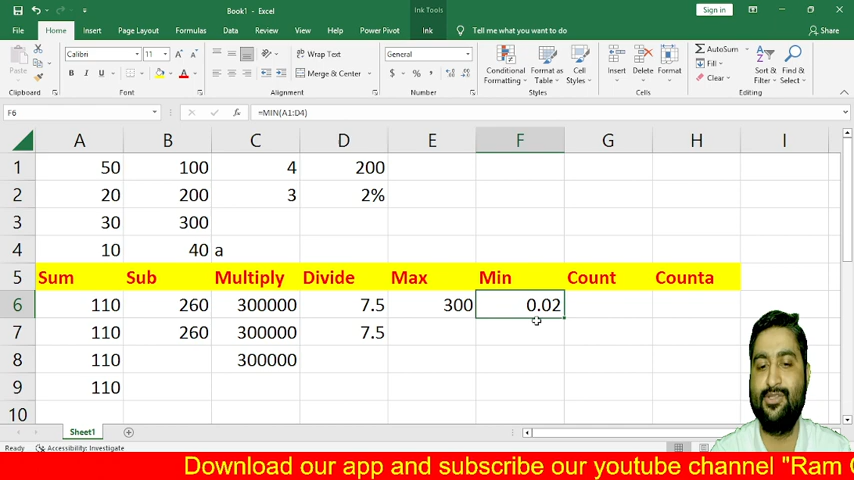 Book1 - Excel
Ink Tools
Sign in
File Home Insert Page Layout Formulas Data Review View Help Power Pivot Ink Tell me what you want to do Share
Paste
Calibri 11
B I U
Wrap Text
Merge & Center
General
$ % ,
Conditional Formatting
Format as Table
Cell Styles
Insert Delete Format
AutoSum
Fill
Clear
Sort & Filter
Find & Select
Clipboard Font Alignment Number Styles Cells Editing
F6 fx =MIN(A1:D4)
A B C D E F G H I
1 50 100 4 200
2 20 200 3 2%
3 30 300
4 10 40 a
5 Sum Sub Multiply Divide Max Min Count Counta
6 110 260 300000 7.5 300 0.02
7 110 260 300000 7.5
8 110 300000
9 110
10
Sheet1
Ready Accessibility: Investigate
Download our app and subscribe our youtube channel "Ram